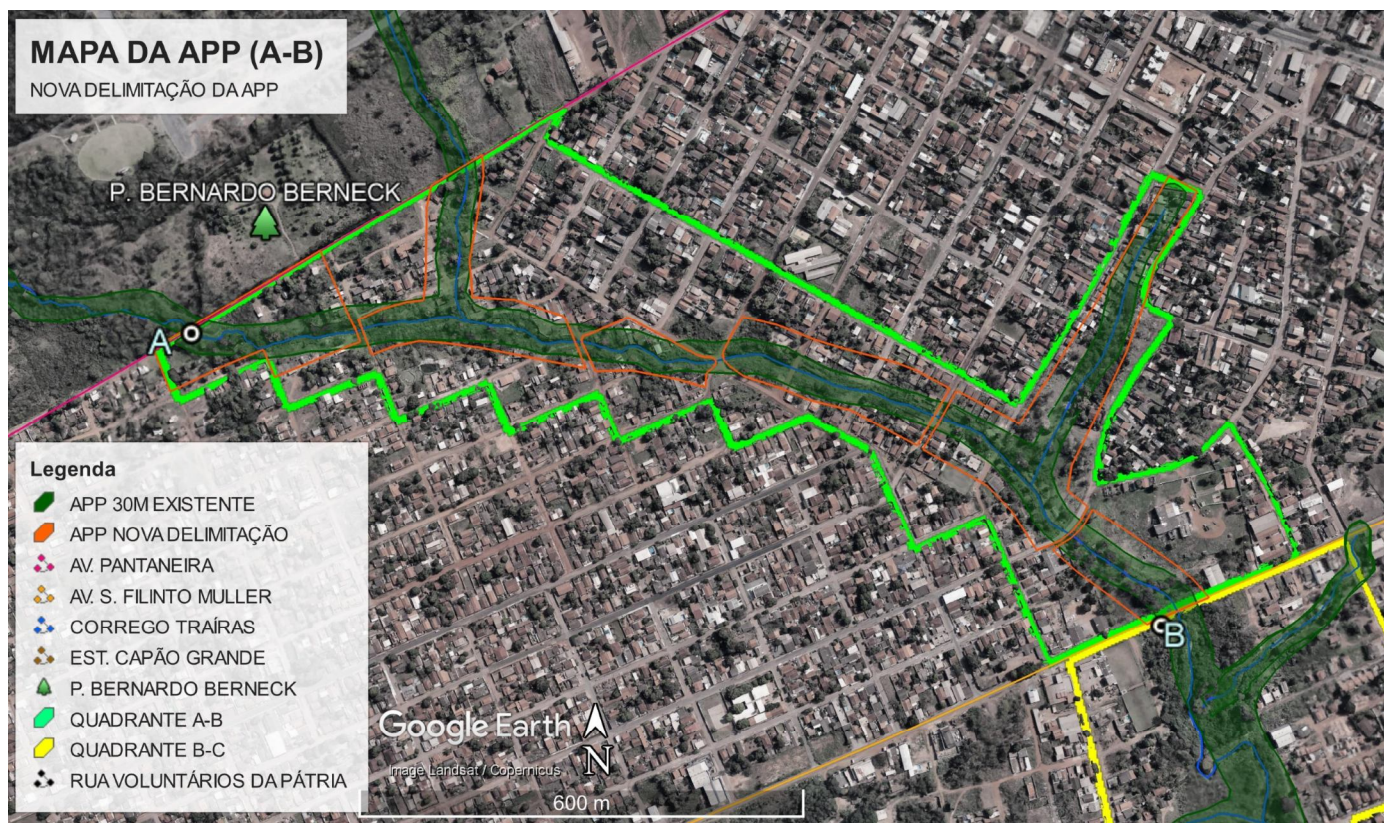 MAPA DA APP (A-B)
NOVA DELIMITAÇÃO DA APP
P. BERNARDO BERNECK
A
B
Legenda
APP 30M EXISTENTE
APP NOVA DELIMITAÇÃO
AV. PANTANEIRA
AV. S. FILINTO MULLER
CORREGO TRAÍRAS
EST. CAPÃO GRANDE
P. BERNARDO BERNECK
QUADRANTE A-B
QUADRANTE B-C
RUA VOLUNTÁRIOS DA PÁTRIA
Google Earth
Image Landsat / Copernicus
N
600 m